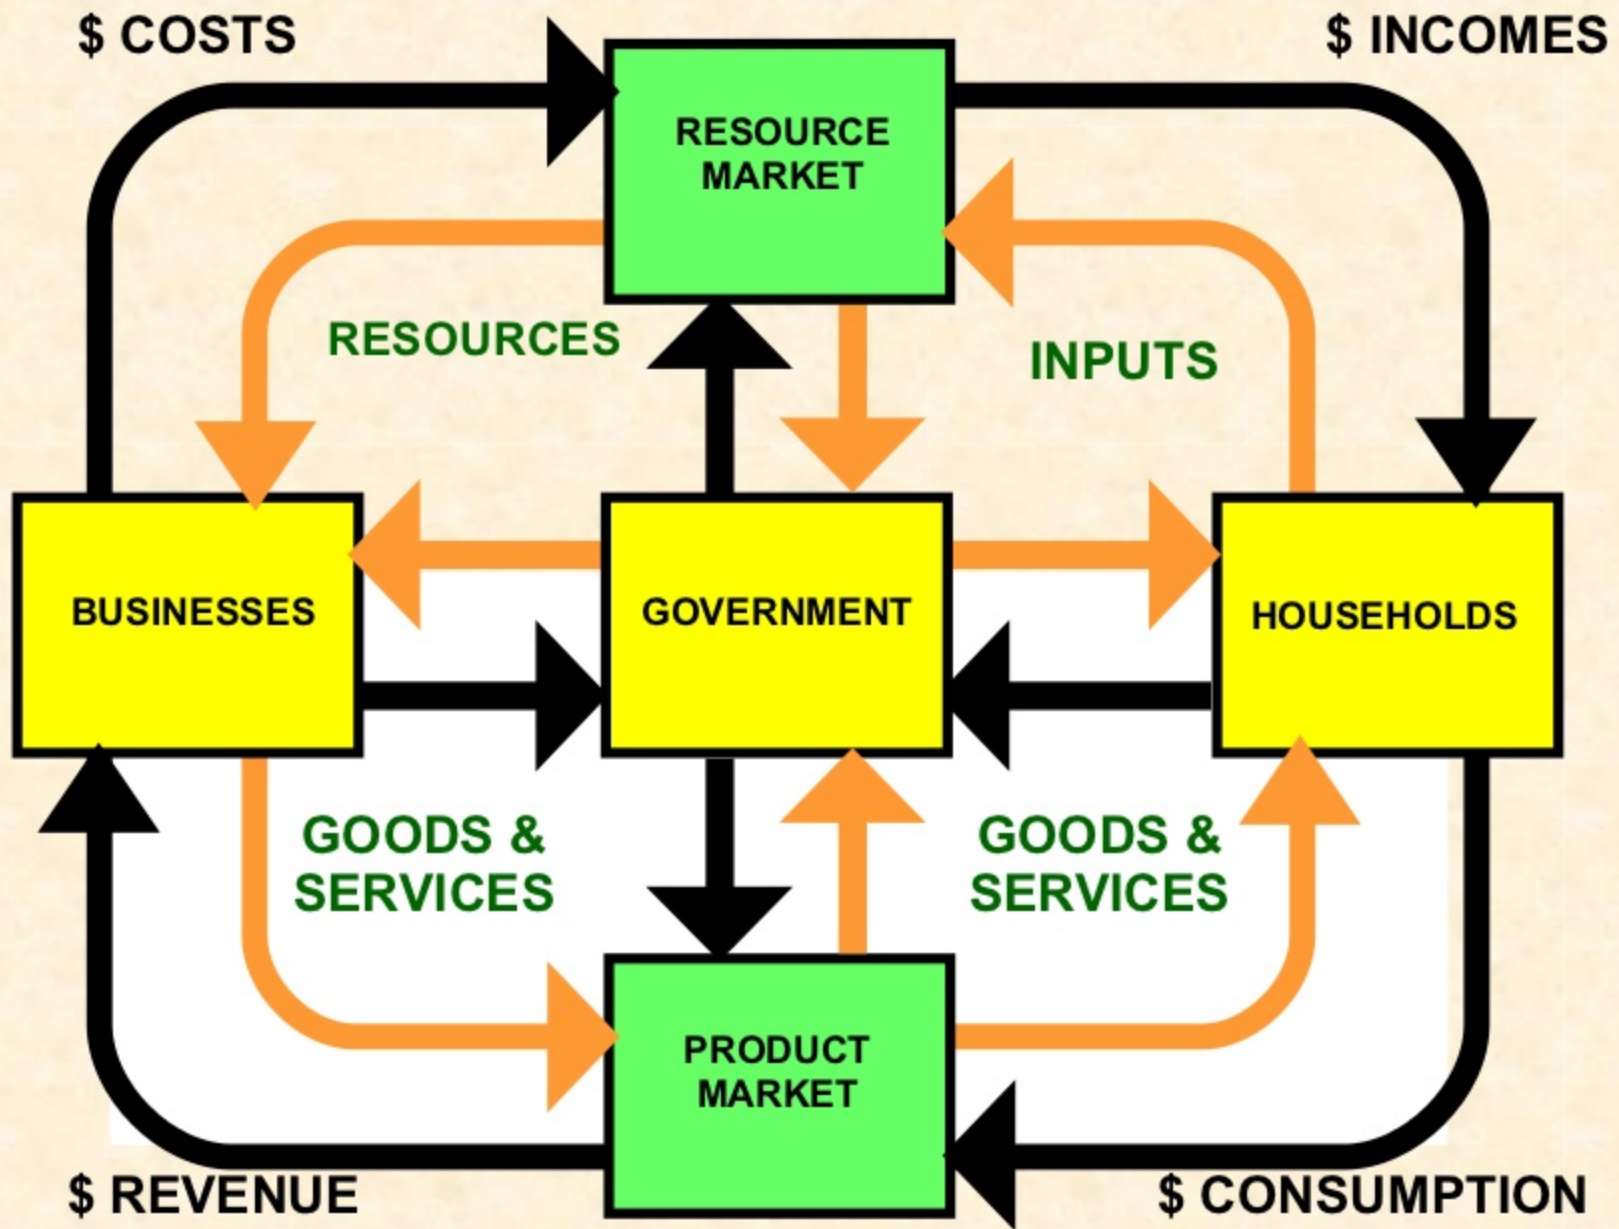 $ COSTS
$ INCOMES
RESOURCE
MARKET
RESOURCES
INPUTS
BUSINESSES
GOVERNMENT
HOUSEHOLDS
GOODS &
SERVICES
GOODS &
SERVICES
PRODUCT
MARKET
$ REVENUE
$ CONSUMPTION